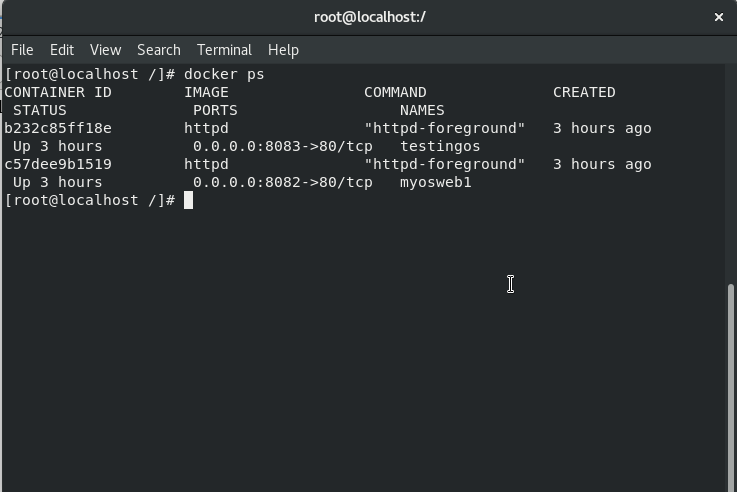 root@localhost:/
File Edit View Search Terminal Help
[root@localhost /]# docker ps
CONTAINER ID        IMAGE               COMMAND              CREATED
 STATUS              PORTS                  NAMES
b232c85ff18e        httpd               "httpd-foreground"   3 hours ago
 Up 3 hours          0.0.0.0:8083->80/tcp   testingos
c57dee9b1519        httpd               "httpd-foreground"   3 hours ago
 Up 3 hours          0.0.0.0:8082->80/tcp   myosweb1
[root@localhost /]#